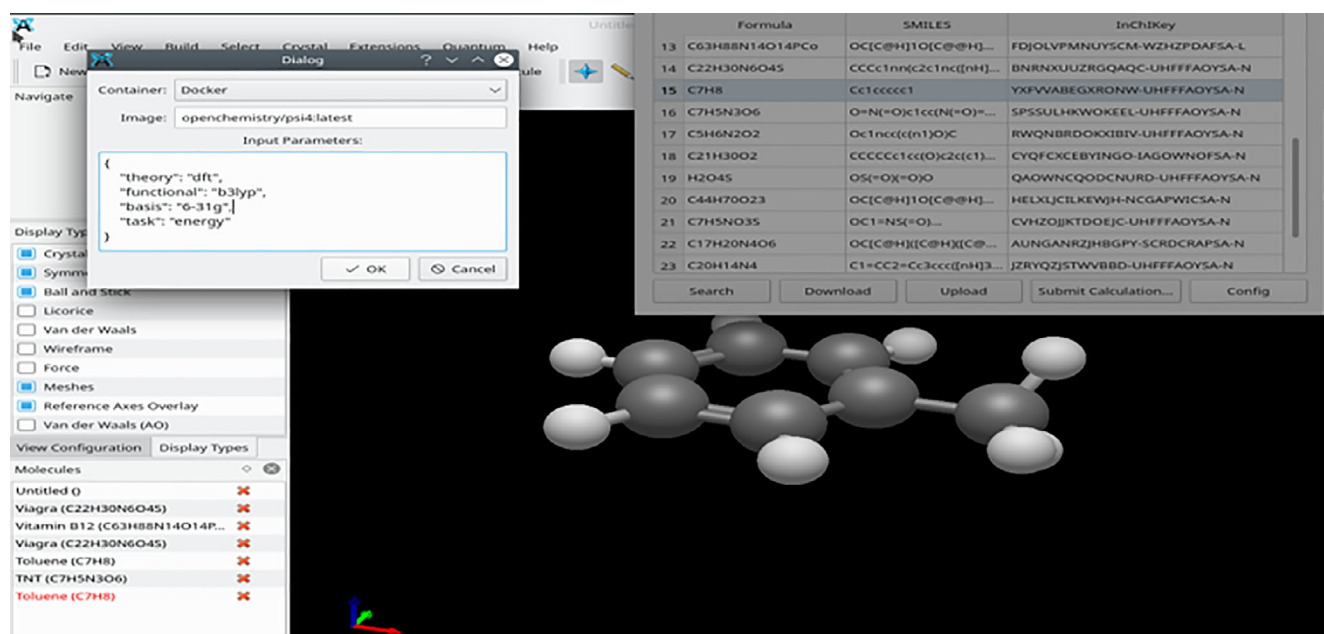 Untitle
File Edit View Build Select Crystal Extensions Quantum Help
New
Navigate
Dialog
Container: Docker
Image: openchemistry/psi4:latest
Input Parameters:
{
"theory": "dft",
"functional": "b3lyp",
"basis": "6-31g",
"task": "energy"
}
OK Cancel
Formula SMILES InChIKey
13 C63H88N14O14PCo OC[C@H]1O[C@@H]... FDJOLVPMNUYSCM-WZHZPDAFSA-L
14 C22H30N6O4S CCCc1nn(c2c1nc([nH]... BNRNXUUZRGQAQC-UHFFFAOYSA-N
15 C7H8 Cc1ccccc1 YXFVVABEGXRONW-UHFFFAOYSA-N
16 C7H5N3O6 O=N(=O)c1cc(N(=O)=... SPSSULHKWOKEEL-UHFFFAOYSA-N
17 C5H6N2O2 Oc1ncc(c(n1)O)C RWQNBRDOKXIBIV-UHFFFAOYSA-N
18 C21H30O2 CCCCCc1cc(O)c2c(c1)... CYQFCXCEBYINGO-IAGOWNOFSA-N
19 H2O4S OS(=O)(=O)O QAOWNCQODCNURD-UHFFFAOYSA-N
20 C44H70O23 OC[C@H]1O[C@@H]... HELXLJCILKEWJH-NCGAPWICSA-N
21 C7H5NO3S OC1=NS(=O)... CVHZOJJKTDOEJC-UHFFFAOYSA-N
22 C17H20N4O6 OC[C@H]([C@H]([C@... AUNGANRZJHBGPY-SCRDCRAPSA-N
23 C20H14N4 C1=CC2=Cc3ccc([nH]3... JZRYQZJSTWVBBD-UHFFFAOYSA-N
Search Download Upload Submit Calculation... Config
Display Typ
Crysta
Symm
Ball and Stick
Licorice
Van der Waals
Wireframe
Force
Meshes
Reference Axes Overlay
Van der Waals (AO)
View Configuration Display Types
Molecules
Untitled ()
Viagra (C22H30N6O4S)
Vitamin B12 (C63H88N14O14P...
Viagra (C22H30N6O4S)
Toluene (C7H8)
TNT (C7H5N3O6)
Toluene (C7H8)